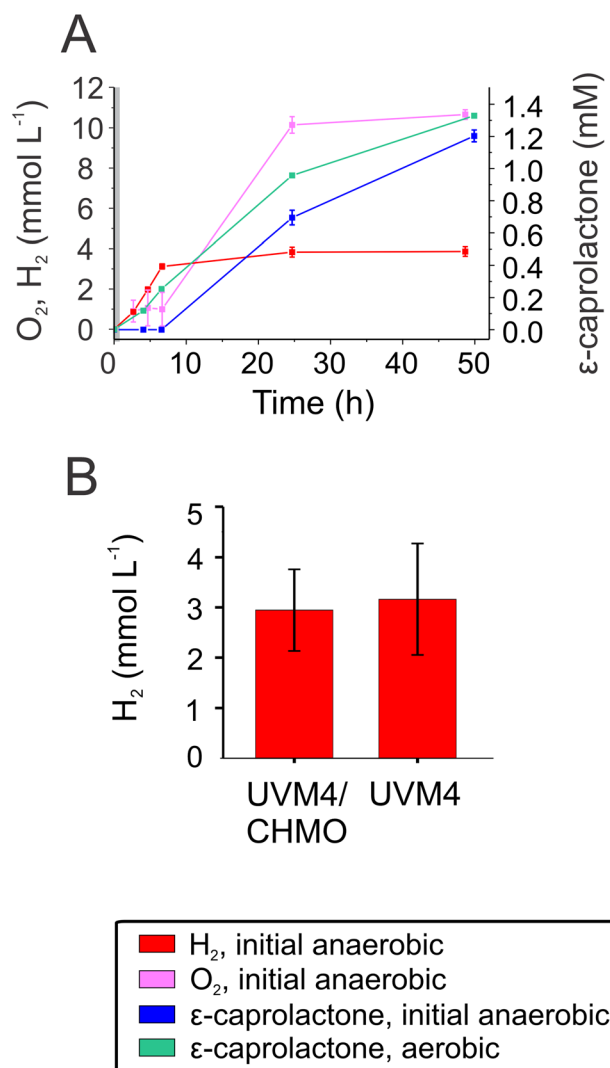 A
O₂, H₂ (mmol L⁻¹)
12
10
8
6
4
2
0
1.4
1.2
1.0
0.8
0.6
0.4
0.2
0.0
ε-caprolactone (mM)
0 10 20 30 40 50
Time (h)
B
H₂ (mmol L⁻¹)
5
4
3
2
1
0
UVM4/ UVM4
CHMO
H₂, initial anaerobic
O₂, initial anaerobic
ε-caprolactone, initial anaerobic
ε-caprolactone, aerobic